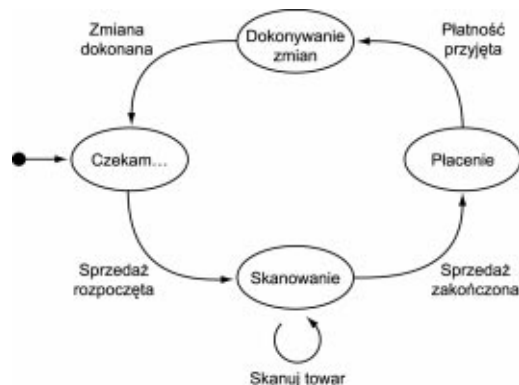 Zmiana
dokonana
Dokonywanie
zmian
Płatność
przyjęta
Czekam...
Płacenie
Sprzedaż
rozpoczęta
Skanowanie
Sprzedaż
zakończona
Skanuj towar